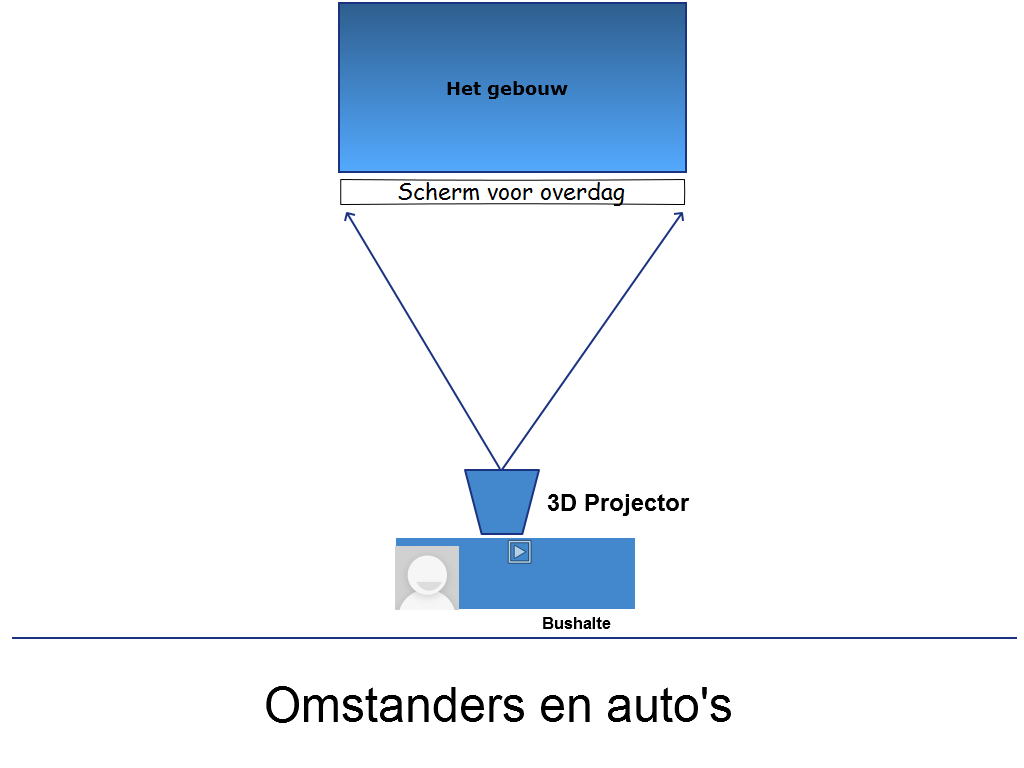 Het gebouw
Scherm voor overdag
3D Projector
Bushalte
Omstanders en auto's